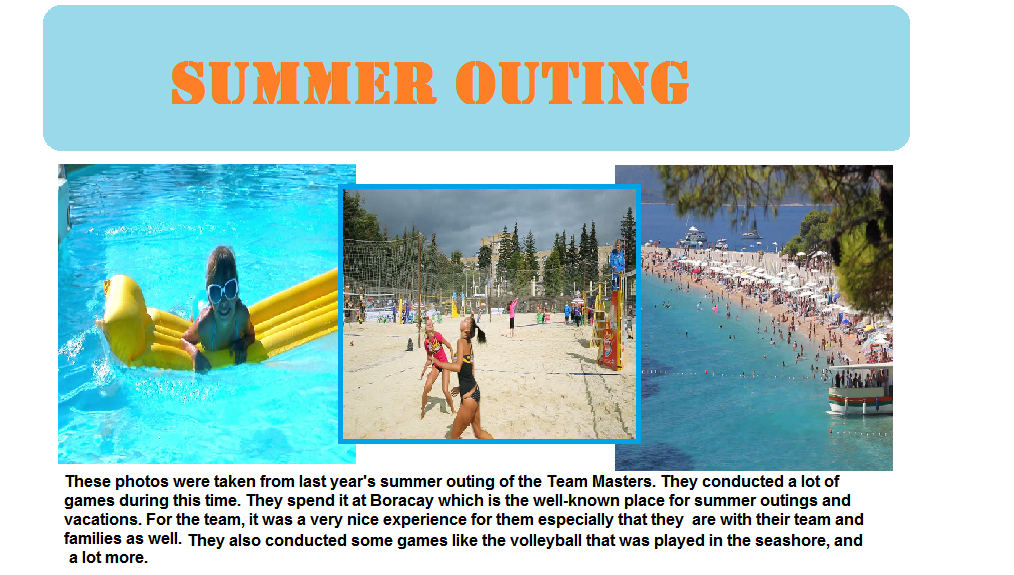 SUMMER OUTING
These photos were taken from last year's summer outing of the Team Masters. They conducted a lot of
games during this time. They spend it at Boracay which is the well-known place for summer outings and
vacations. For the team, it was a very nice experience for them especially that they  are with their team and
families as well. They also conducted some games like the volleyball that was played in the seashore, and
a lot more.